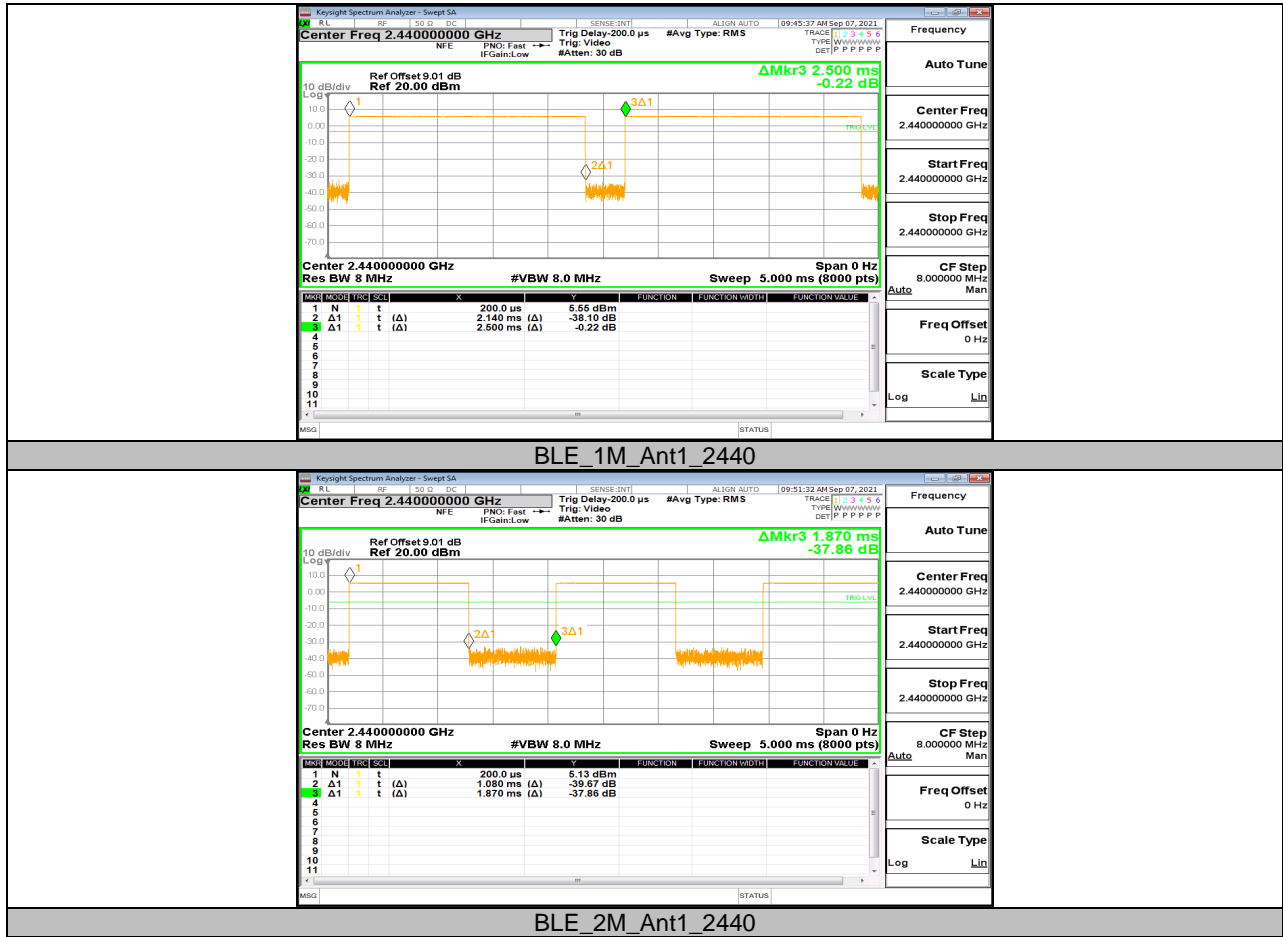 Keysight Spectrum Analyzer - Swept SA
RL RF 50 Ω DC SENSE:INT ALIGN AUTO 09:45:37 AM Sep 07, 2021
Center Freq 2.440000000 GHz
NFE PNO: Fast IFGain:Low
Trig Delay-200.0 µs #Avg Type: RMS
Trig: Video
#Atten: 30 dB
TRACE 1 2 3 4 5 6
TYPE WWWWWW
DET P P P P P P
Frequency
ΔMkr3 2.500 ms
-0.22 dB
Ref Offset 9.01 dB
10 dB/div Ref 20.00 dBm
Log
1
3Δ1
2Δ1
TRIG LVL
10.0
0.00
-10.0
-20.0
-30.0
-40.0
-50.0
-60.0
-70.0
Center 2.440000000 GHz Span 0 Hz
Res BW 8 MHz #VBW 8.0 MHz Sweep 5.000 ms (8000 pts)
MKR MODE TRC SCL X Y FUNCTION FUNCTION WIDTH FUNCTION VALUE
1 N 1 t 200.0 µs 5.55 dBm
2 Δ1 1 t (Δ) 2.140 ms (Δ) -38.10 dB
3 Δ1 1 t (Δ) 2.500 ms (Δ) -0.22 dB
4
5
6
7
8
9
10
11
MSG STATUS
Auto Tune
Center Freq
2.440000000 GHz
Start Freq
2.440000000 GHz
Stop Freq
2.440000000 GHz
CF Step
8.000000 MHz
Auto Man
Freq Offset
0 Hz
Scale Type
Log Lin
BLE_1M_Ant1_2440
Keysight Spectrum Analyzer - Swept SA
RL RF 50 Ω DC SENSE:INT ALIGN AUTO 09:51:32 AM Sep 07, 2021
Center Freq 2.440000000 GHz
NFE PNO: Fast IFGain:Low
Trig Delay-200.0 µs #Avg Type: RMS
Trig: Video
#Atten: 30 dB
TRACE 1 2 3 4 5 6
TYPE WWWWWW
DET P P P P P P
Frequency
ΔMkr3 1.870 ms
-37.86 dB
Ref Offset 9.01 dB
10 dB/div Ref 20.00 dBm
Log
1
2Δ1
3Δ1
TRIG LVL
10.0
0.00
-10.0
-20.0
-30.0
-40.0
-50.0
-60.0
-70.0
Center 2.440000000 GHz Span 0 Hz
Res BW 8 MHz #VBW 8.0 MHz Sweep 5.000 ms (8000 pts)
MKR MODE TRC SCL X Y FUNCTION FUNCTION WIDTH FUNCTION VALUE
1 N 1 t 200.0 µs 5.13 dBm
2 Δ1 1 t (Δ) 1.080 ms (Δ) -39.67 dB
3 Δ1 1 t (Δ) 1.870 ms (Δ) -37.86 dB
4
5
6
7
8
9
10
11
MSG STATUS
Auto Tune
Center Freq
2.440000000 GHz
Start Freq
2.440000000 GHz
Stop Freq
2.440000000 GHz
CF Step
8.000000 MHz
Auto Man
Freq Offset
0 Hz
Scale Type
Log Lin
BLE_2M_Ant1_2440